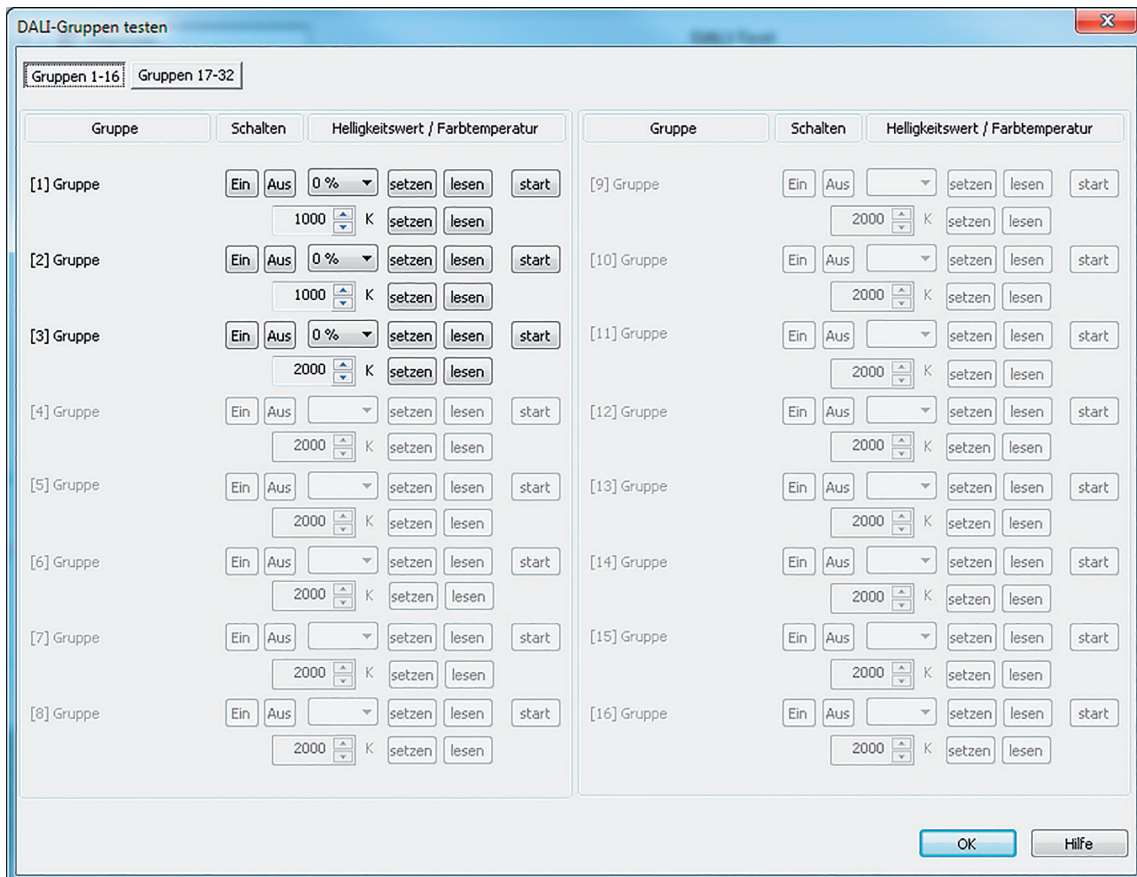 DALI-Gruppen testen
Gruppen 1-16 Gruppen 17-32
Gruppe Schalten Helligkeitswert / Farbtemperatur
[1] Gruppe Ein Aus 0 % setzen lesen start
1000 K setzen lesen
[2] Gruppe Ein Aus 0 % setzen lesen start
1000 K setzen lesen
[3] Gruppe Ein Aus 0 % setzen lesen start
2000 K setzen lesen
[4] Gruppe Ein Aus setzen lesen start
2000 K setzen lesen
[5] Gruppe Ein Aus setzen lesen start
2000 K setzen lesen
[6] Gruppe Ein Aus setzen lesen start
2000 K setzen lesen
[7] Gruppe Ein Aus setzen lesen start
2000 K setzen lesen
[8] Gruppe Ein Aus setzen lesen start
2000 K setzen lesen
Gruppe Schalten Helligkeitswert / Farbtemperatur
[9] Gruppe Ein Aus setzen lesen start
2000 K setzen lesen
[10] Gruppe Ein Aus setzen lesen start
2000 K setzen lesen
[11] Gruppe Ein Aus setzen lesen start
2000 K setzen lesen
[12] Gruppe Ein Aus setzen lesen start
2000 K setzen lesen
[13] Gruppe Ein Aus setzen lesen start
2000 K setzen lesen
[14] Gruppe Ein Aus setzen lesen start
2000 K setzen lesen
[15] Gruppe Ein Aus setzen lesen start
2000 K setzen lesen
[16] Gruppe Ein Aus setzen lesen start
2000 K setzen lesen
OK Hilfe